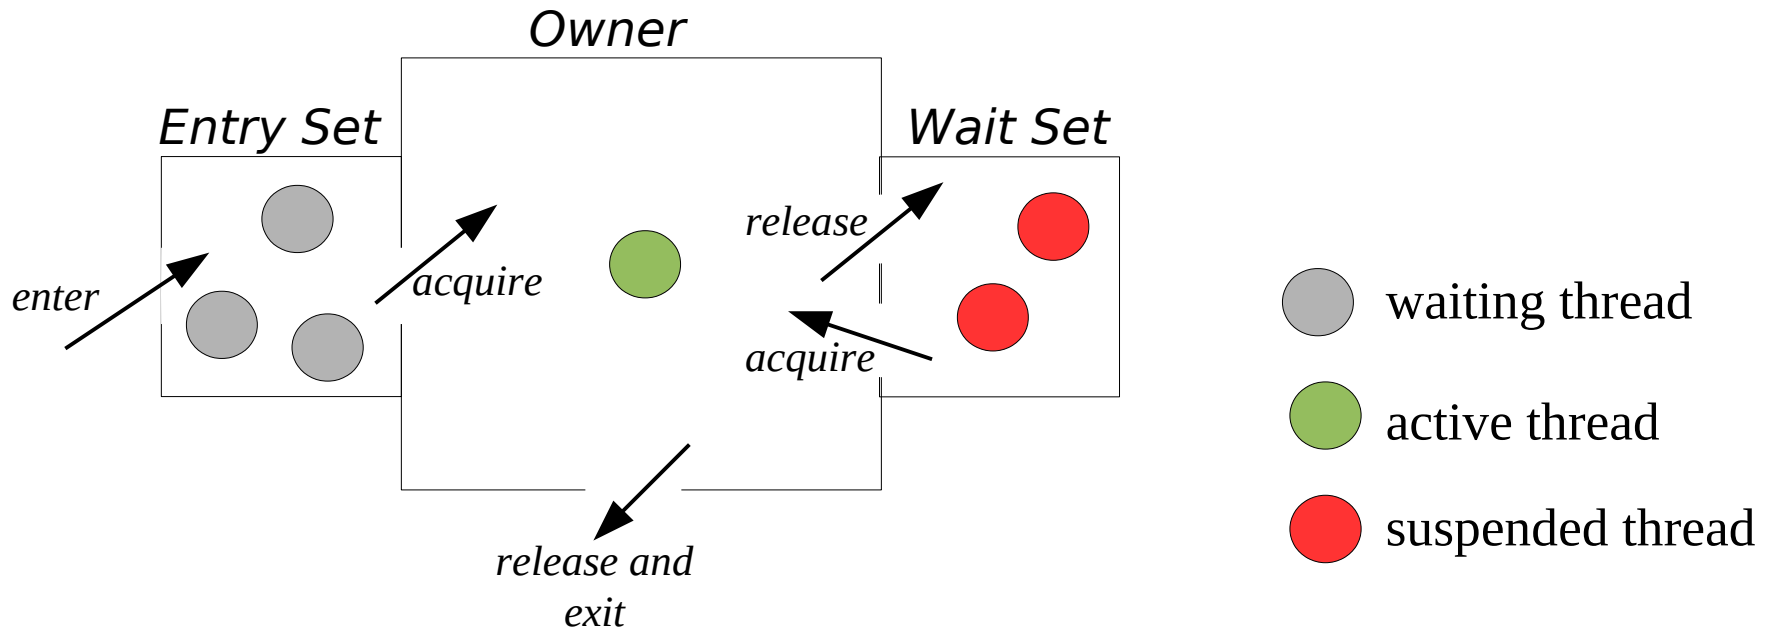 Owner
Entry Set
Wait Set
enter
acquire
release
acquire
release and
exit
waiting thread
active thread
suspended thread